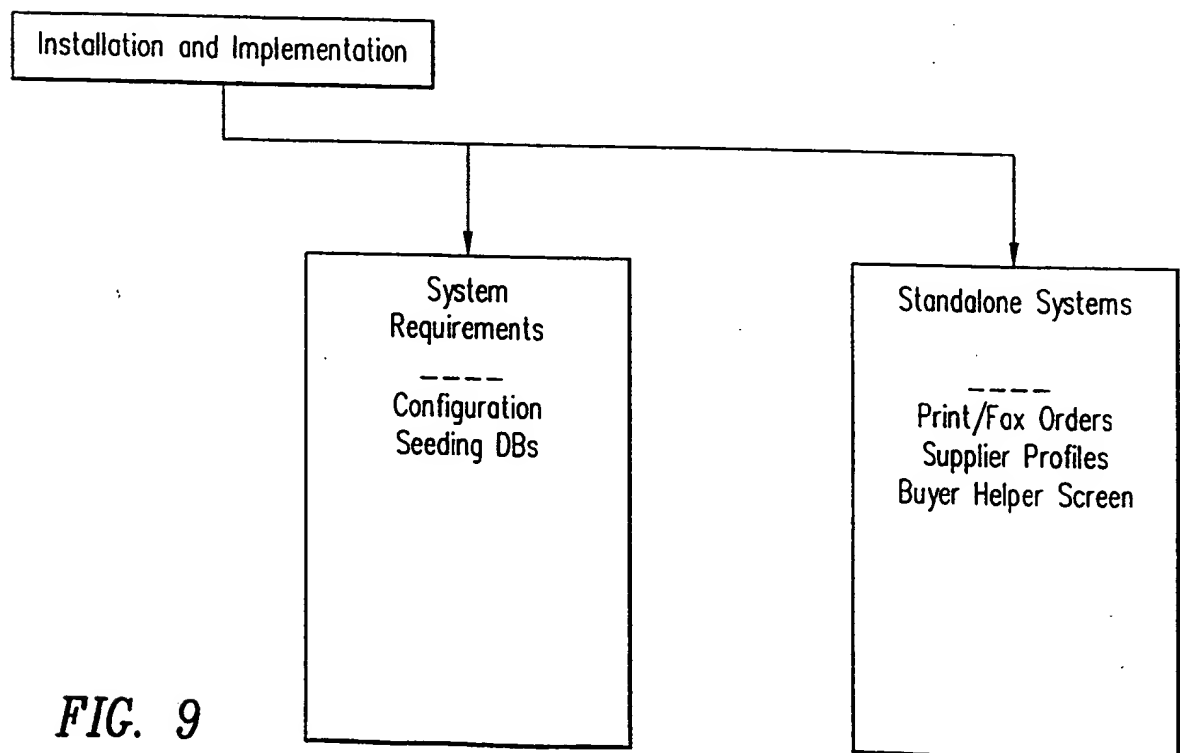 Installation and Implementation
System
Requirements
----
Configuration
Seeding DBs
Standalone Systems
----
Print/Fax Orders
Supplier Profiles
Buyer Helper Screen
FIG. 9